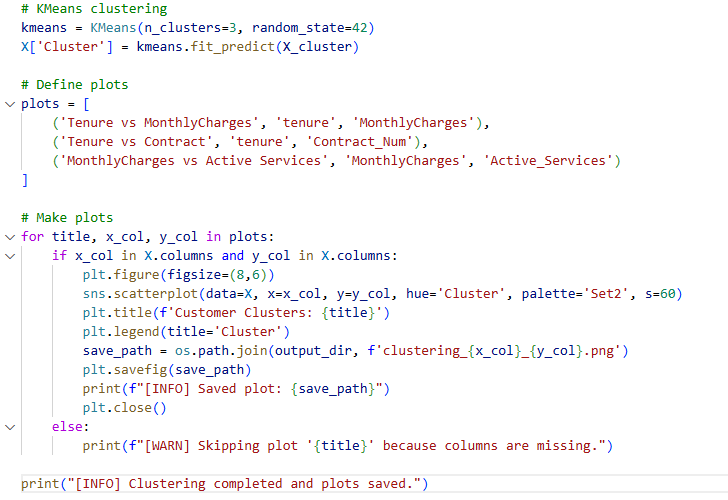 # KMeans clustering
kmeans = KMeans(n_clusters=3, random_state=42)
X['Cluster'] = kmeans.fit_predict(X_cluster)

# Define plots
plots = [
    ('Tenure vs MonthlyCharges', 'tenure', 'MonthlyCharges'),
    ('Tenure vs Contract', 'tenure', 'Contract_Num'),
    ('MonthlyCharges vs Active Services', 'MonthlyCharges', 'Active_Services')
]

# Make plots
for title, x_col, y_col in plots:
    if x_col in X.columns and y_col in X.columns:
        plt.figure(figsize=(8,6))
        sns.scatterplot(data=X, x=x_col, y=y_col, hue='Cluster', palette='Set2', s=60)
        plt.title(f'Customer Clusters: {title}')
        plt.legend(title='Cluster')
        save_path = os.path.join(output_dir, f'clustering_{x_col}_{y_col}.png')
        plt.savefig(save_path)
        print(f"[INFO] Saved plot: {save_path}")
        plt.close()
    else:
        print(f"[WARN] Skipping plot '{title}' because columns are missing.")

print("[INFO] Clustering completed and plots saved.")